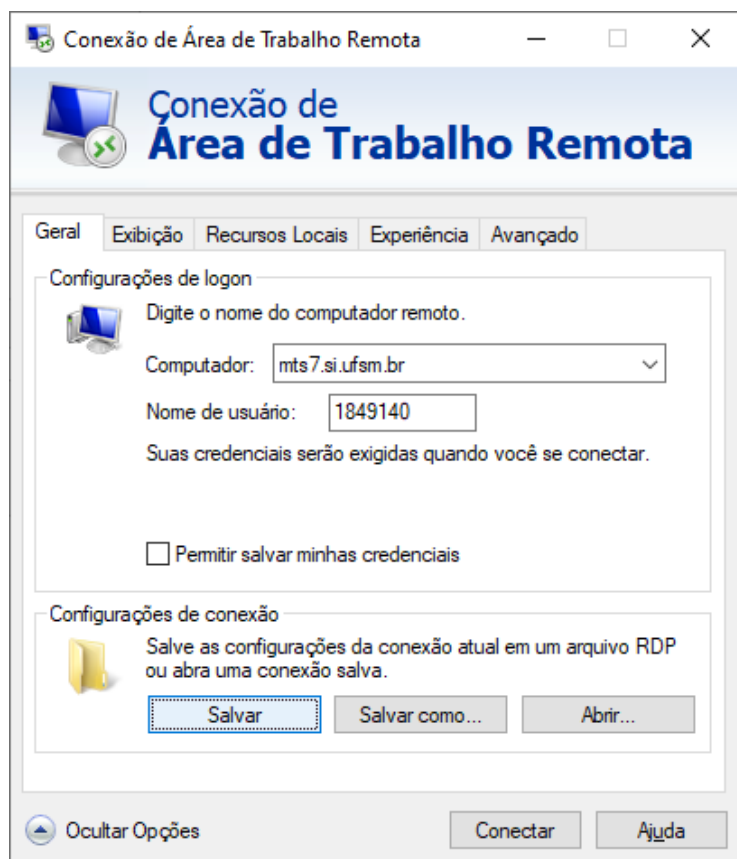 Conexão de Área de Trabalho Remota
Conexão de
Área de Trabalho Remota
Geral Exibição Recursos Locais Experiência Avançado
Configurações de logon
Digite o nome do computador remoto.
Computador: mts7.si.ufsm.br
Nome de usuário: 1849140
Suas credenciais serão exigidas quando você se conectar.
Permitir salvar minhas credenciais
Configurações de conexão
Salve as configurações da conexão atual em um arquivo RDP
ou abra uma conexão salva.
Salvar Salvar como... Abrir...
Ocultar Opções Conectar Ajuda